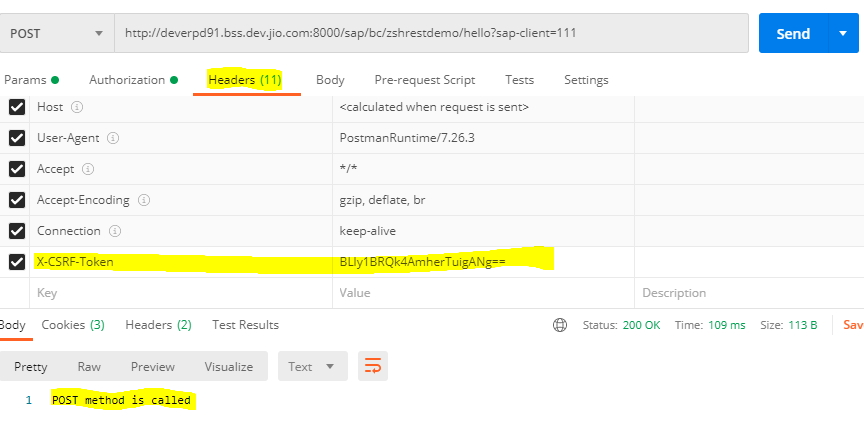 POST http://deverpd91.bss.dev.jio.com:8000/sap/bc/zshrestdemo/hello?sap-client=111 Send
Params Authorization Headers (11) Body Pre-request Script Tests Settings
Host <calculated when request is sent>
User-Agent PostmanRuntime/7.26.3
Accept */*
Accept-Encoding gzip, deflate, br
Connection keep-alive
X-CSRF-Token BLIy1BRQk4AmherTuigANg==
Key Value Description
Body Cookies (3) Headers (2) Test Results Status: 200 OK Time: 109 ms Size: 113 B Sav
Pretty Raw Preview Visualize Text
1 POST method is called